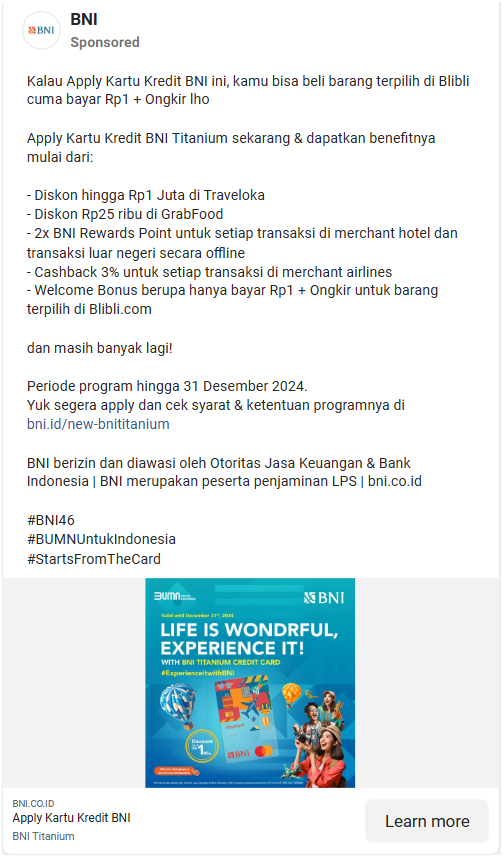 BNI
BNI
Sponsored
Kalau Apply Kartu Kredit BNI ini, kamu bisa beli barang terpilih di Blibli
cuma bayar Rp1 + Ongkir lho
Apply Kartu Kredit BNI Titanium sekarang & dapatkan benefitnya
mulai dari:
- Diskon hingga Rp1 Juta di Traveloka
- Diskon Rp25 ribu di GrabFood
- 2x BNI Rewards Point untuk setiap transaksi di merchant hotel dan
transaksi luar negeri secara offline
- Cashback 3% untuk setiap transaksi di merchant airlines
- Welcome Bonus berupa hanya bayar Rp1 + Ongkir untuk barang
terpilih di Blibli.com
dan masih banyak lagi!
Periode program hingga 31 Desember 2024.
Yuk segera apply dan cek syarat & ketentuan programnya di
bni.id/new-bnititanium
BNI berizin dan diawasi oleh Otoritas Jasa Keuangan & Bank
Indonesia | BNI merupakan peserta penjaminan LPS | bni.co.id
#BNI46
#BUMNUntukIndonesia
#StartsFromTheCard
BUMN
BNI
Valid until December 31st, 2024
LIFE IS WONDRFUL,
EXPERIENCE IT!
WITH BNI TITANIUM CREDIT CARD
#ExperienceitwithBNI
Discount
1
BNI
BNI.CO.ID
Apply Kartu Kredit BNI
BNI Titanium
Learn more